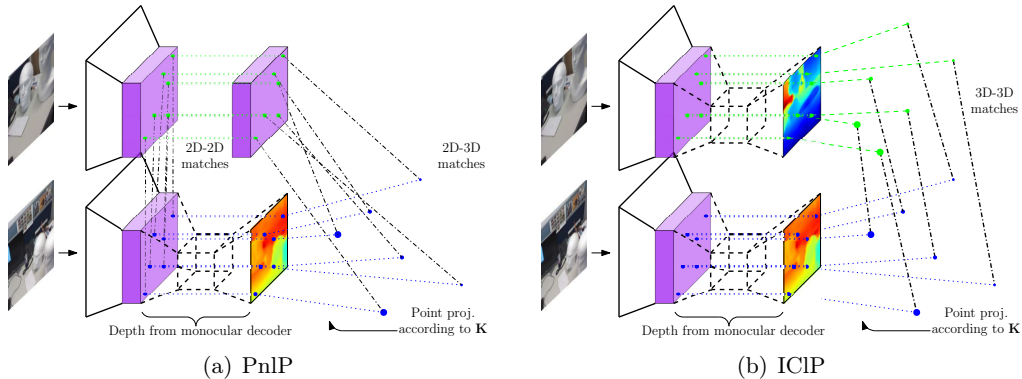 2D-2D
matches
2D-3D
matches
Depth from monocular decoder
Point proj.
according to K
(a) PnlP
3D-3D
matches
Depth from monocular decoder
Point proj.
according to K
(b) IClP